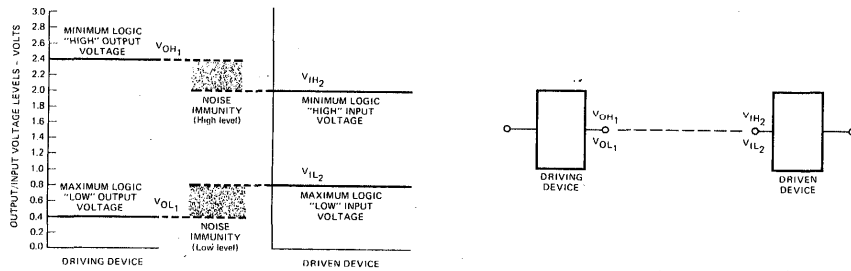 OUTPUT/INPUT VOLTAGE LEVELS - VOLTS
3.0
2.8
2.6
2.4
2.2
2.0
1.8
1.6
1.4
1.2
1.0
0.8
0.6
0.4
0.2
0.0
MINIMUM LOGIC
"HIGH" OUTPUT
VOLTAGE
VOH1
NOISE
IMMUNITY
(High level)
VIH2
MINIMUM LOGIC
"HIGH" INPUT
VOLTAGE
MAXIMUM LOGIC
"LOW" OUTPUT
VOLTAGE
VOL1
NOISE
IMMUNITY
(Low level)
VIL2
MAXIMUM LOGIC
"LOW" INPUT
VOLTAGE
DRIVING DEVICE
DRIVEN DEVICE
VOH1
VOL1
DRIVING
DEVICE
VIH2
VIL2
DRIVEN
DEVICE